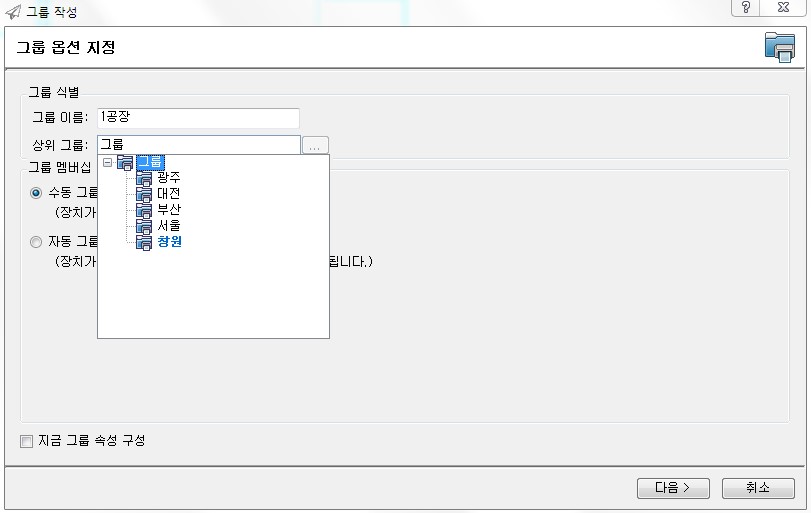 그룹 작성
그룹 옵션 지정
그룹 식별
그룹 이름: 1공장
상위 그룹: 그룹 ...
그룹
그룹 멤버십
광주
수동 그룹
대전
(장치가
부산
서울
자동 그룹
창원
(장치가 됩니다.)
지금 그룹 속성 구성
다음 >
취소